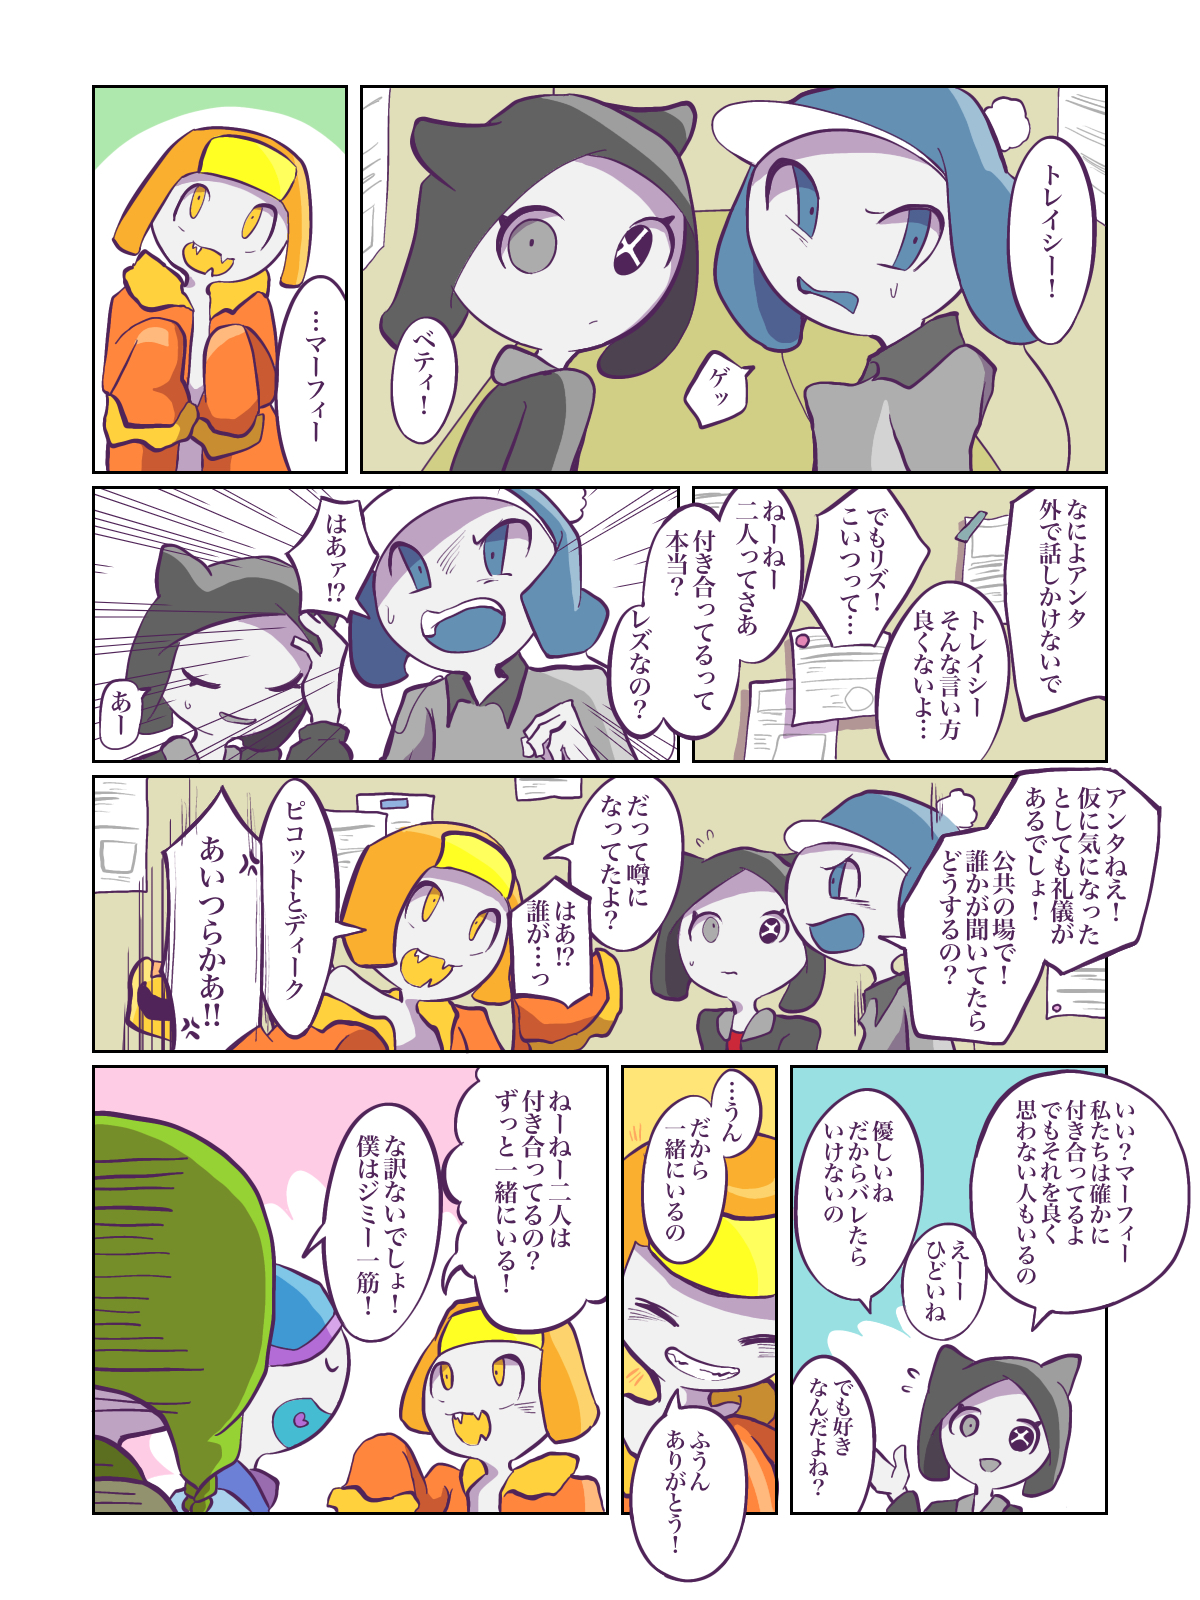 トレイシー！
ゲッ
ベティ！
…マーフィー
なによアンタ
外で話しかけないで
トレイシー
そんな言い方
良くないよ…
でもリズ！
こいつって…
ねーねー
二人ってさあ
付き合ってるって
本当？
レズなの？
はあァ!?
あー
アンタねえ！
仮に気になった
としても礼儀が
あるでしょ！
公共の場で！
誰かが聞いてたら
どうするの？
だって噂に
なってたよ？
はあ!?
誰が…っ
ピコットとディーク
あいつらかあ!!
いい？マーフィー
私たちは確かに
付き合ってるよ
でもそれを良く
思わない人もいるの
えーー
ひどいね
優しいね
だからバレたら
いけないの
でも好き
なんだよね？
…うん
だから
一緒にいるの
ふうん
ありがとう！
ねーねー二人は
付き合ってるの？
ずっと一緒にいる！
な訳ないでしょ！
僕はジミー一筋！